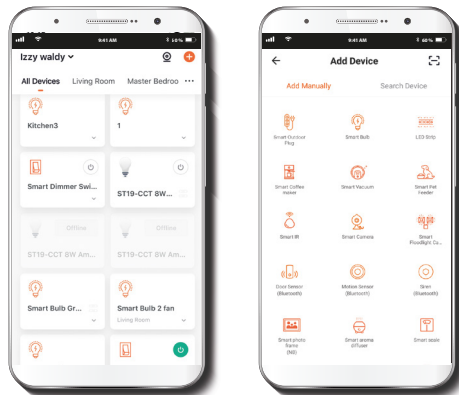 9:41 AM
Izzy waldy
All Devices Living Room Master Bedroo ...
Kitchen3
1
Smart Dimmer Swi...
ST19-CCT 8W...
Offline
Offline
ST19-CCT 8W Am...
ST19-CCT 8W Am...
Smart Bulb Gr...
Smart Bulb 2 fan
Living Room
9:41 AM
60%
Add Device
Add Manually
Search Device
Smart Outdoor
Plug
Smart Bulb
LED Strip
Smart Coffee
maker
Smart Vacuum
Smart Pet
Feeder
Smart IR
Smart Camera
Smart
Floodlight Ca...
Door Sensor
(Bluetooth)
Motion Sensor
(Bluetooth)
Siren
(Bluetooth)
Smart photo
frame
(NB)
Smart aroma
diffuser
Smart scale